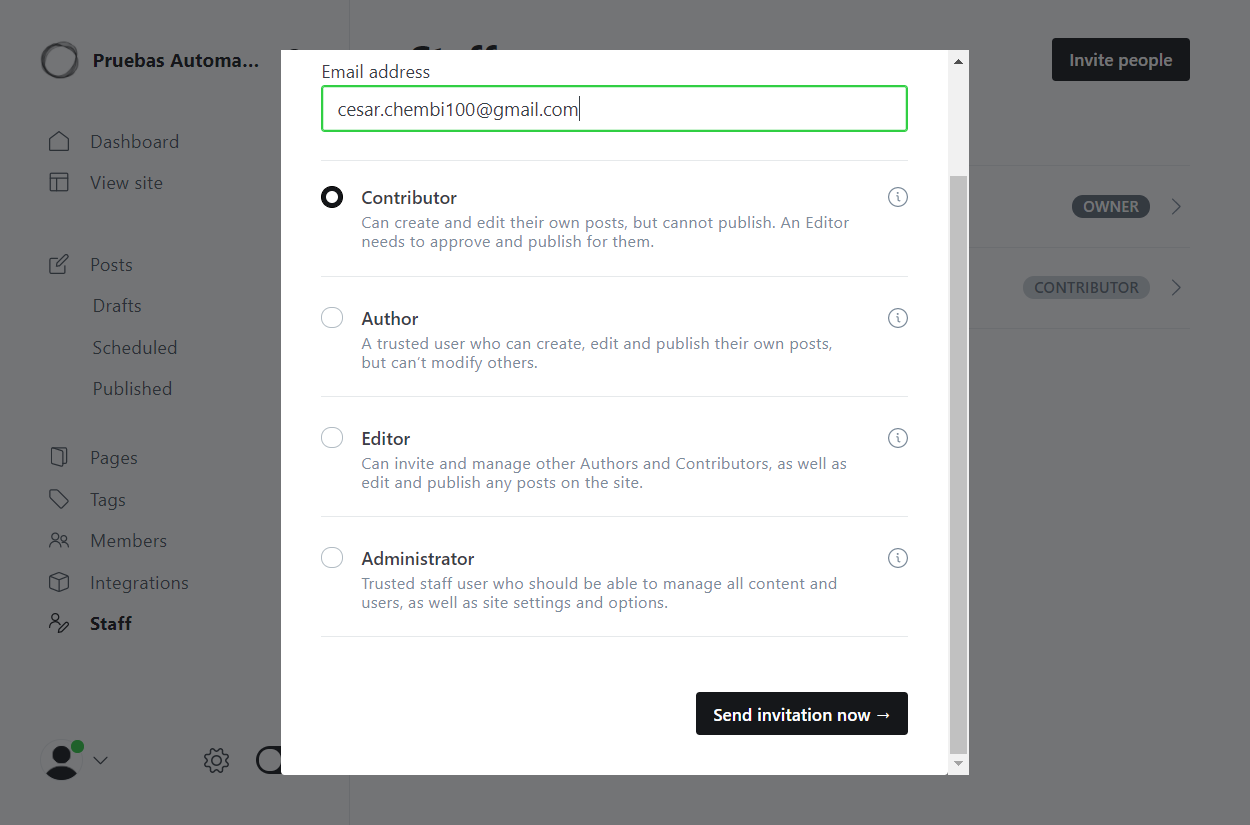 Pruebas Automa...
Invite people
Dashboard
View site
Posts
Drafts
Scheduled
Published
Pages
Tags
Members
Integrations
Staff
Email address
cesar.chembi100@gmail.com
Contributor
Can create and edit their own posts, but cannot publish. An Editor
needs to approve and publish for them.
Author
A trusted user who can create, edit and publish their own posts,
but can’t modify others.
Editor
Can invite and manage other Authors and Contributors, as well as
edit and publish any posts on the site.
Administrator
Trusted staff user who should be able to manage all content and
users, as well as site settings and options.
Send invitation now →
OWNER
CONTRIBUTOR